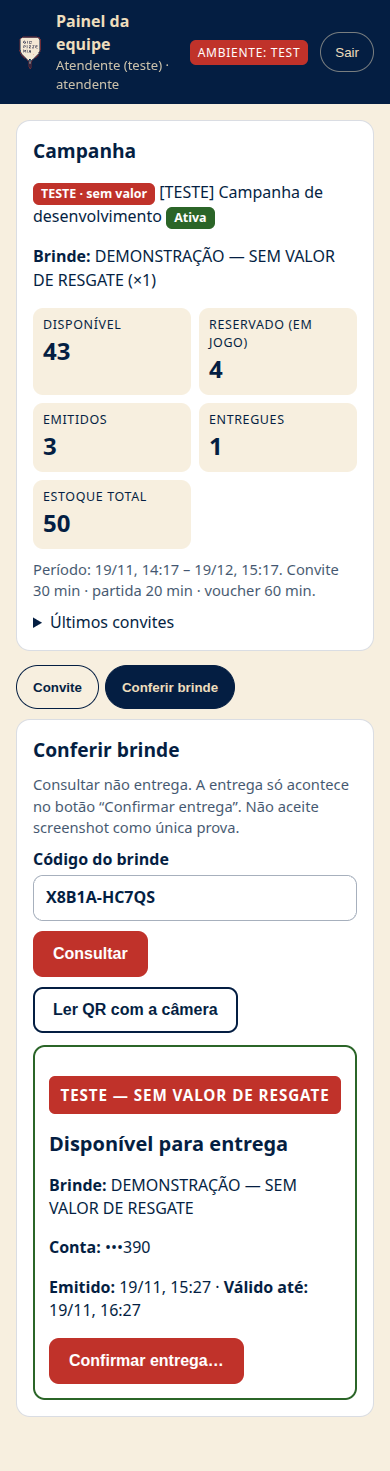 GIO
PIZZE
RIA
Painel da
equipe
Atendente (teste) ·
atendente
AMBIENTE: TEST
Sair
Campanha
TESTE · sem valor [TESTE] Campanha de
desenvolvimento Ativa
Brinde: DEMONSTRAÇÃO — SEM VALOR
DE RESGATE (×1)
DISPONÍVEL
43
RESERVADO (EM
JOGO)
4
EMITIDOS
3
ENTREGUES
1
ESTOQUE TOTAL
50
Período: 19/11, 14:17 – 19/12, 15:17. Convite
30 min · partida 20 min · voucher 60 min.
Últimos convites
Convite
Conferir brinde
Conferir brinde
Consultar não entrega. A entrega só acontece
no botão “Confirmar entrega”. Não aceite
screenshot como única prova.
Código do brinde
X8B1A-HC7QS
Consultar
Ler QR com a câmera
TESTE — SEM VALOR DE RESGATE
Disponível para entrega
Brinde: DEMONSTRAÇÃO — SEM
VALOR DE RESGATE
Conta: •••390
Emitido: 19/11, 15:27 · Válido até:
19/11, 16:27
Confirmar entrega…